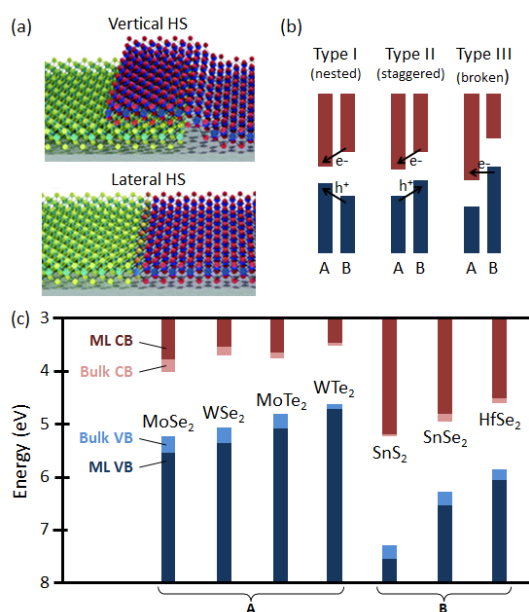 (a)
Vertical HS
Lateral HS
(b)
Type I
(nested)
Type II
(staggered)
Type III
(broken)
e-
h⁺
e-
h⁺
e-
A B
A B
A B
(c)
Energy (eV)
3
4
5
6
7
8
ML CB
Bulk CB
Bulk VB
ML VB
MoSe₂
WSe₂
MoTe₂
WTe₂
SnS₂
SnSe₂
HfSe₂
A
B